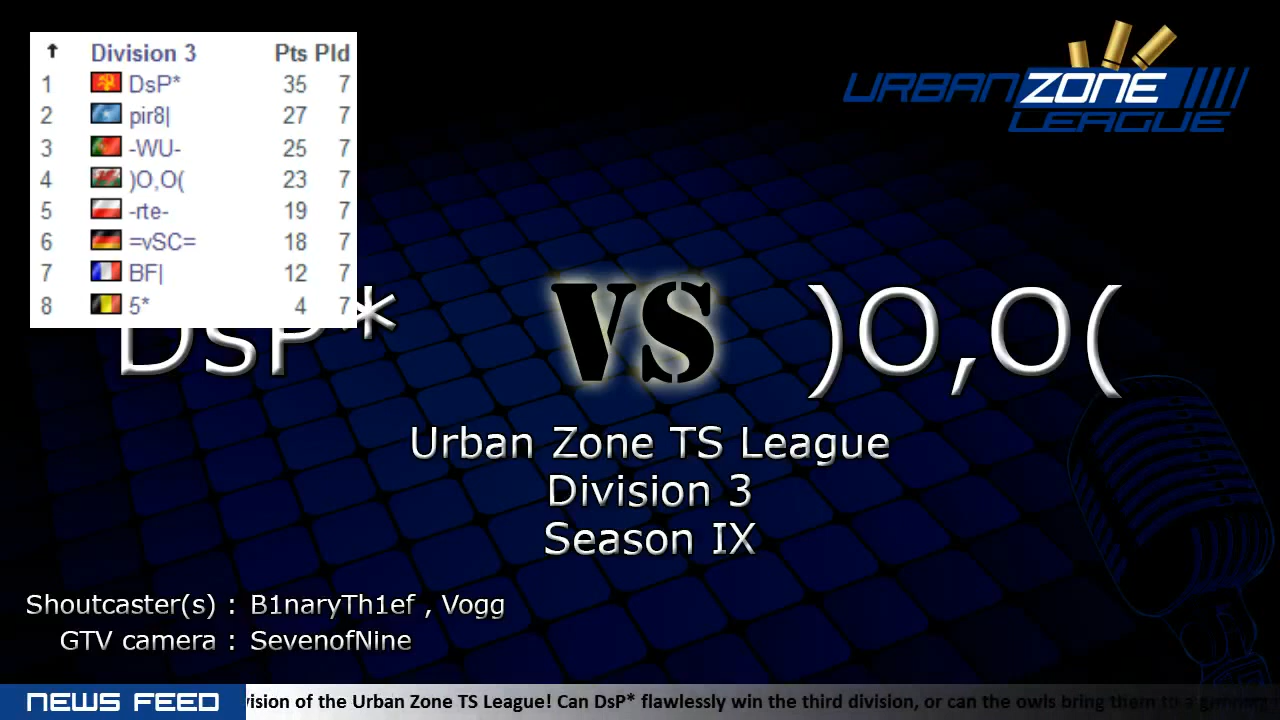 Division 3 Pts Pld
1 DsP* 35 7
2 pir8| 27 7
3 -WU- 25 7
4 )O,O( 23 7
5 -rte- 19 7
6 =vSC= 18 7
7 BF| 12 7
8 5* 4 7
URBAN ZONE
LEAGUE
DsP* VS )O,O(
Urban Zone TS League
Division 3
Season IX
Shoutcaster(s) : B1naryTh1ef , Vogg
GTV camera : SevenofNine
NEWS FEED vision of the Urban Zone TS League! Can DsP* flawlessly win the third division, or can the owls bring them to a